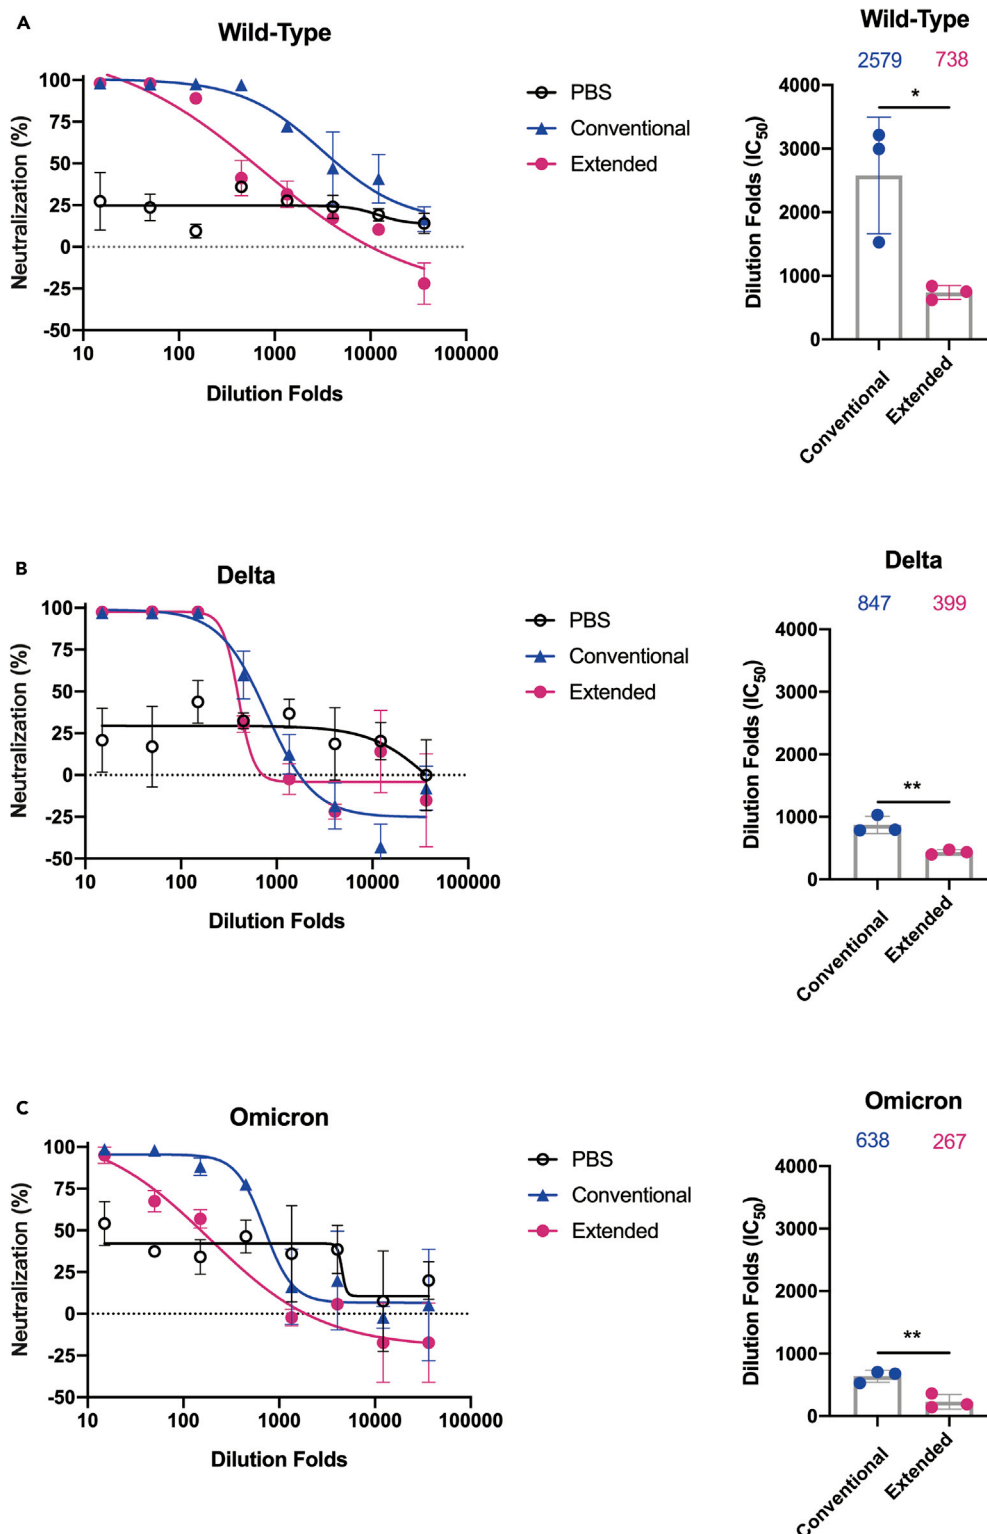 A
Wild-Type
Neutralization (%)
100
75
50
25
0
-25
-50
10
100
1000
10000
100000
Dilution Folds
PBS
Conventional
Extended
Wild-Type
2579
738
*
Dilution Folds (IC50)
4000
3000
2000
1000
0
Conventional
Extended
B
Delta
Neutralization (%)
100
75
50
25
0
-25
-50
10
100
1000
10000
100000
Dilution Folds
PBS
Conventional
Extended
Delta
847
399
**
Dilution Folds (IC50)
4000
3000
2000
1000
0
Conventional
Extended
C
Omicron
Neutralization (%)
100
75
50
25
0
-25
-50
10
100
1000
10000
100000
Dilution Folds
PBS
Conventional
Extended
Omicron
638
267
**
Dilution Folds (IC50)
4000
3000
2000
1000
0
Conventional
Extended